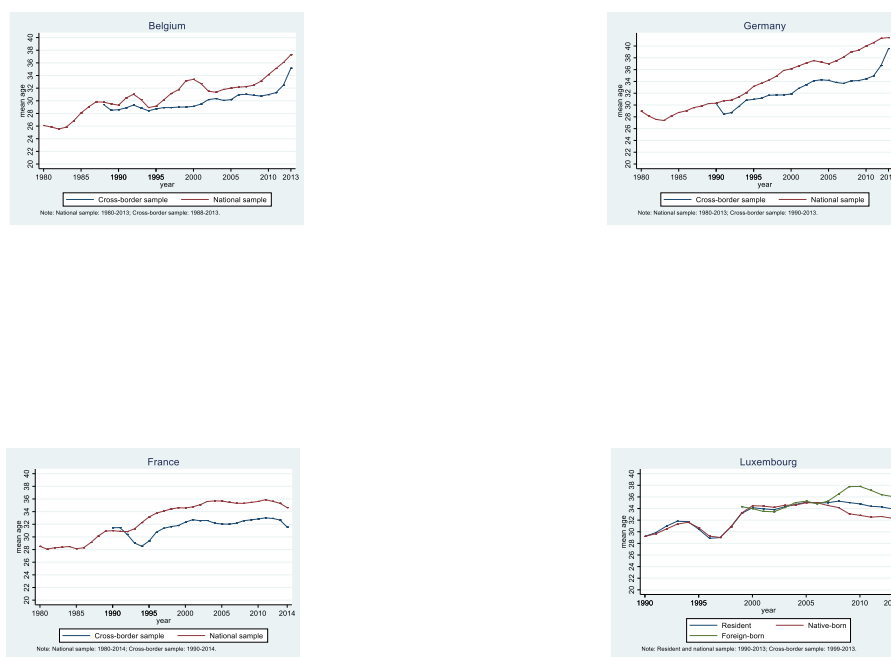 Belgium
mean age
20 22 24 26 28 30 32 34 36 38 40
1980 1985 1990 1995 2000 2005 2010 2013
year
Cross-border sample National sample
Note: National sample: 1980-2013; Cross-border sample: 1988-2013.
Germany
mean age
20 22 24 26 28 30 32 34 36 38 40
1980 1985 1990 1995 2000 2005 2010
year
Cross-border sample National sample
Note: National sample: 1980-2013; Cross-border sample: 1990-2013.
France
mean age
20 22 24 26 28 30 32 34 36 38 40
1980 1985 1990 1995 2000 2005 2010 2014
year
Cross-border sample National sample
Note: National sample: 1980-2014; Cross-border sample: 1990-2014.
Luxembourg
mean age
20 22 24 26 28 30 32 34 36 38 40
1990 1995 2000 2005 2010
year
Resident Native-born
Foreign-born
Note: Resident and national sample: 1990-2013; Cross-border sample: 1999-2013.